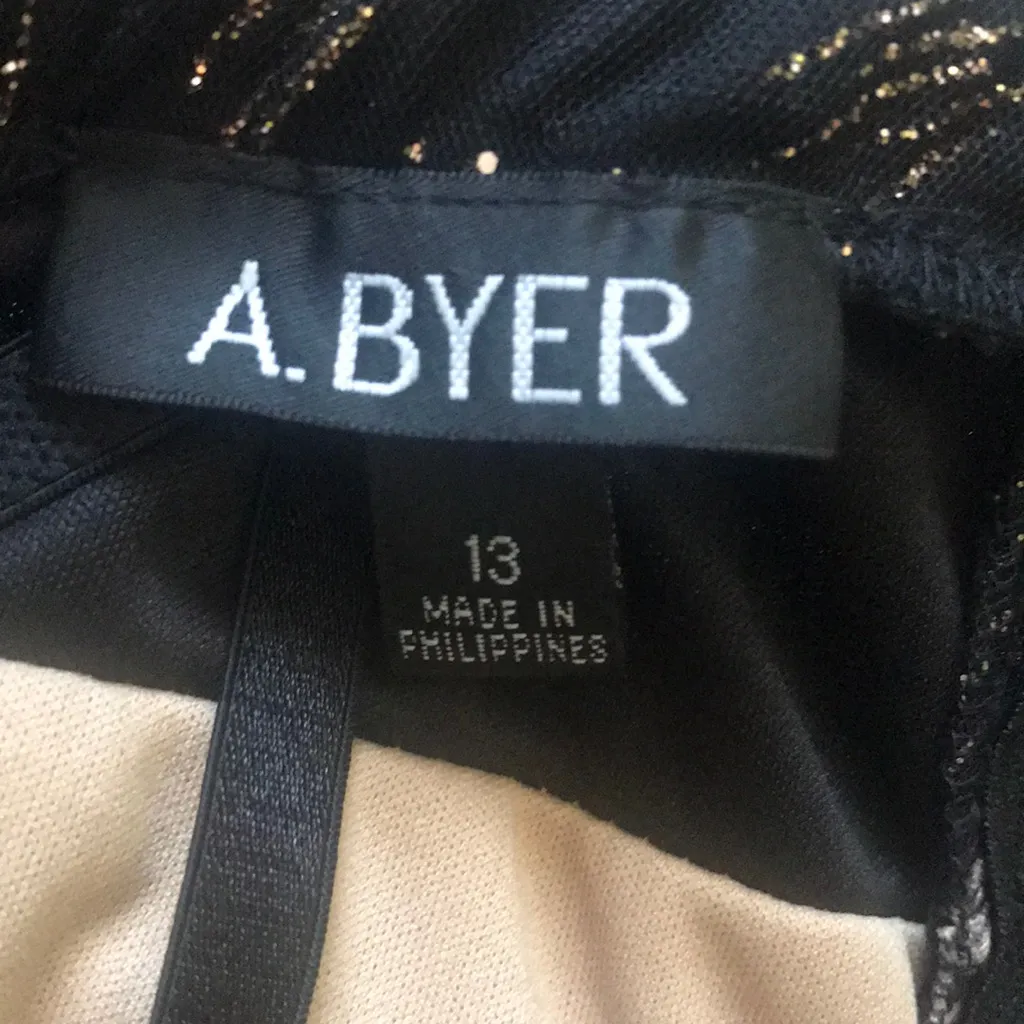 A. BYER
13
MADE IN
PHILIPPINES